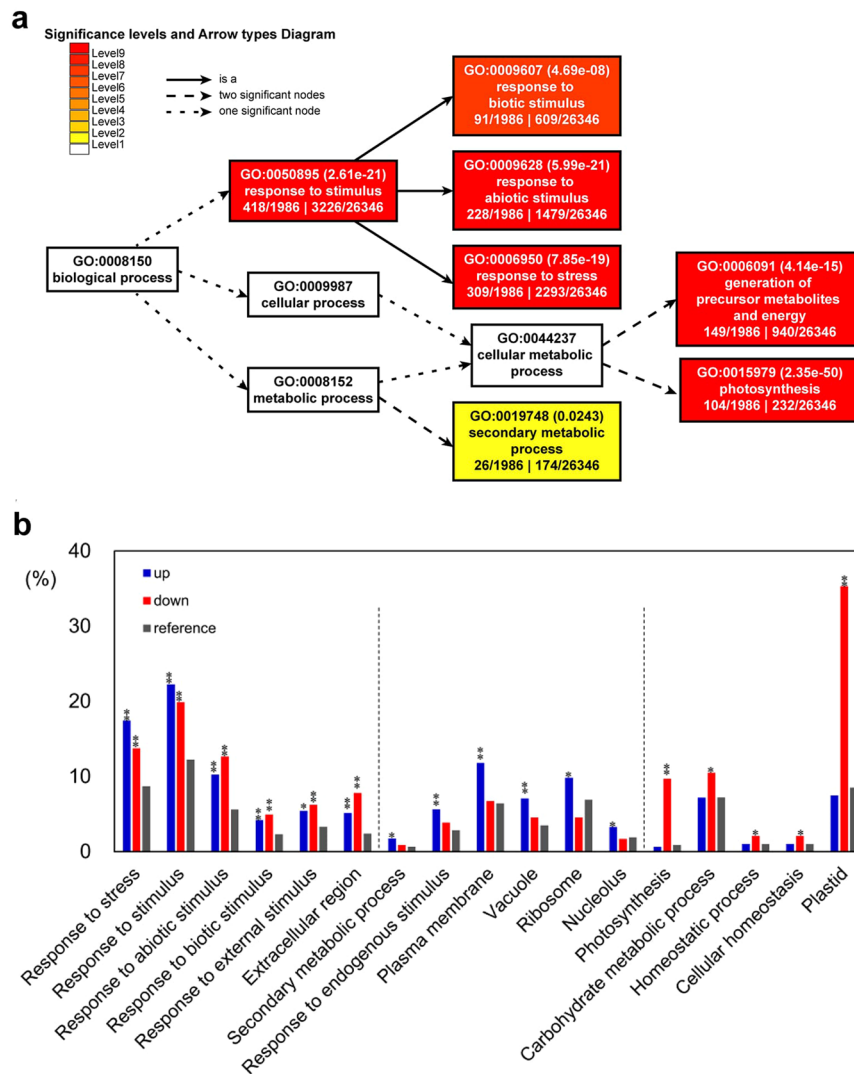 a
Significance levels and Arrow types Diagram
Level9
Level8
Level7
Level6
Level5
Level4
Level3
Level2
Level1
is a
two significant nodes
one significant node
GO:0009607 (4.69e-08)
response to
biotic stimulus
91/1986 | 609/26346
GO:0050895 (2.61e-21)
response to stimulus
418/1986 | 3226/26346
GO:0009628 (5.99e-21)
response to
abiotic stimulus
228/1986 | 1479/26346
GO:0008150
biological process
GO:0006950 (7.85e-19)
response to stress
309/1986 | 2293/26346
GO:0009987
cellular process
GO:0006091 (4.14e-15)
generation of
precursor metabolites
and energy
149/1986 | 940/26346
GO:0044237
cellular metabolic
process
GO:0008152
metabolic process
GO:0015979 (2.35e-50)
photosynthesis
104/1986 | 232/26346
GO:0019748 (0.0243)
secondary metabolic
process
26/1986 | 174/26346
b
(%)
40
30
20
10
0
up
down
reference
**
**
**
**
**
**
**
**
*
**
**
**
*
**
**
**
*
*
**
*
*
*
**
Response to stress
Response to stimulus
Response to abiotic stimulus
Response to biotic stimulus
Response to external stimulus
Extracellular region
Secondary metabolic process
Response to endogenous stimulus
Plasma membrane
Vacuole
Ribosome
Nucleolus
Photosynthesis
Carbohydrate metabolic process
Homeostatic process
Cellular homeostasis
Plastid